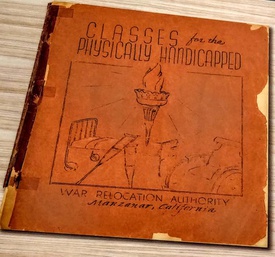 CLASSES for the
PHYSICALLY HANDICAPPED
WAR RELOCATION AUTHORITY
Manzanar, California